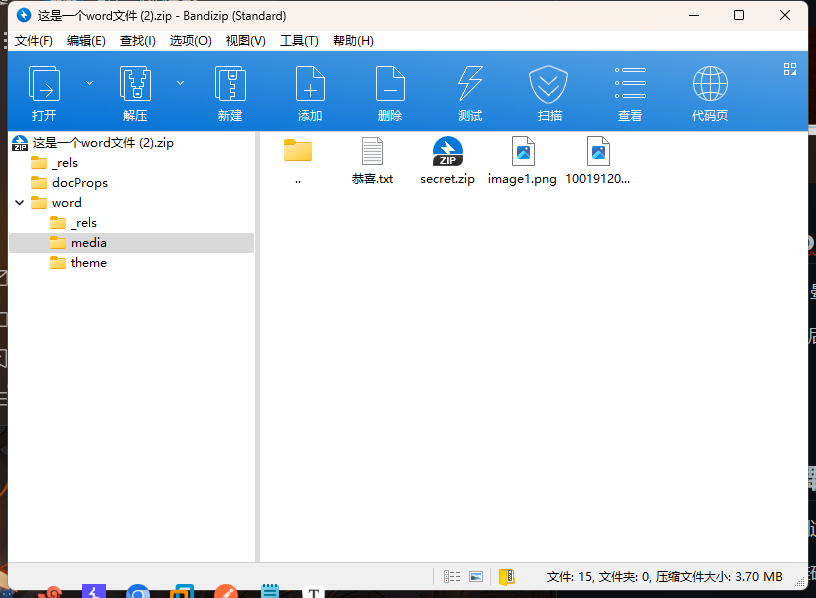 这是一个word文件 (2).zip - Bandizip (Standard)
文件(F) 编辑(E) 查找(I) 选项(O) 视图(V) 工具(T) 帮助(H)
打开 解压 新建 添加 删除 测试 扫描 查看 代码页
这是一个word文件 (2).zip
_rels
docProps
word
_rels
media
theme
ZIP
..
恭喜.txt
secret.zip
image1.png
10019120...
文件: 15, 文件夹: 0, 压缩文件大小: 3.70 MB
T